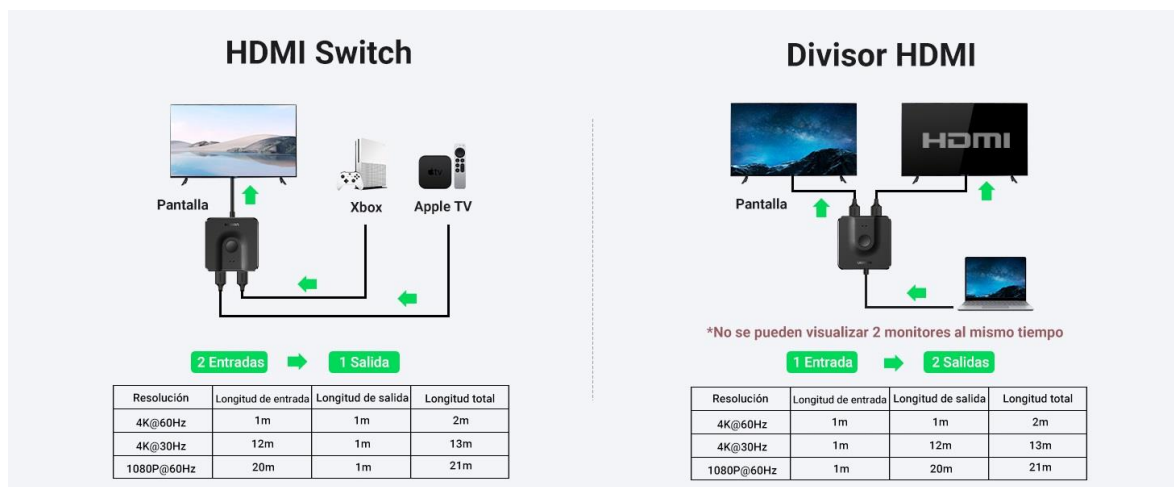 HDMI Switch
Pantalla
Xbox
Apple TV
tv
2 Entradas
1 Salida
Resolución Longitud de entrada Longitud de salida Longitud total
4K@60Hz 1m 1m 2m
4K@30Hz 12m 1m 13m
1080P@60Hz 20m 1m 21m
Divisor HDMI
HDMI
Pantalla
*No se pueden visualizar 2 monitores al mismo tiempo
1 Entrada
2 Salidas
Resolución Longitud de entrada Longitud de salida Longitud total
4K@60Hz 1m 1m 2m
4K@30Hz 1m 12m 13m
1080P@60Hz 1m 20m 21m